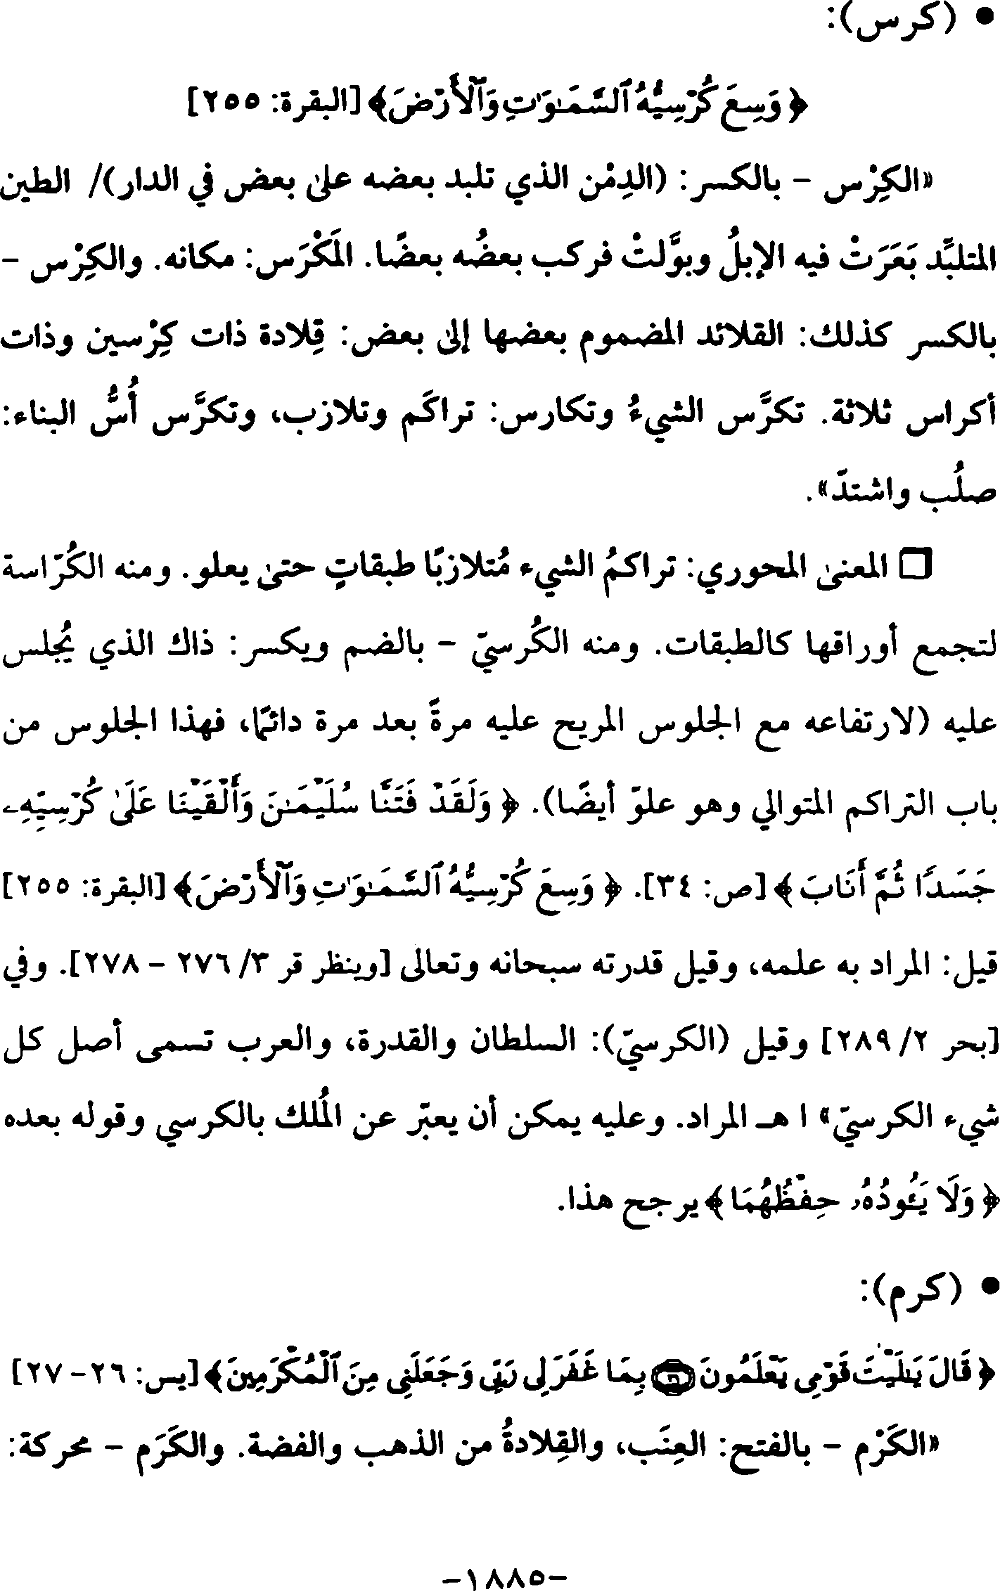 • (كرس):
﴿وَسِعَ كُرْسِيُّهُ ٱلسَّمَـٰوَٰتِ وَٱلْأَرْضَ﴾ [البقرة: ٢٥٥]
«الكِرْس – بالكسر: (الدِمْن الذي تلبد بعضه على بعض في الدار)/ الطين
المتلبِّد بَعَرَتْ فيه الإبلُ وبوَّلتْ فركب بعضُه بعضًا. المَكْرَس: مكانه. والكِرْس –
بالكسر كذلك: القلائد المضموم بعضها إلى بعض: قِلادة ذات كِرْسين وذات
أكراس ثلاثة. تكرَّس الشيءُ وتكارس: تراكَم وتلازب، وتكرَّس أُسُّ البناء:
صلُب واشتدّ».
❑ المعنى المحوري: تراكمُ الشيء مُتلازبًا طبقاتٍ حتى يعلو. ومنه الكُرّاسة
لتجمع أوراقها كالطبقات. ومنه الكُرسيّ – بالضم ويكسر: ذاك الذي يُجلس
عليه (لارتفاعه مع الجلوس المريح عليه مرةً بعد مرة دائمًا، فهذا الجلوس من
باب التراكم المتوالي وهو علوّ أيضًا). ﴿وَلَقَدْ فَتَنَّا سُلَيْمَـٰنَ وَأَلْقَيْنَا عَلَىٰ كُرْسِيِّهِۦ
جَسَدًا ثُمَّ أَنَابَ﴾ [ص: ٣٤]. ﴿وَسِعَ كُرْسِيُّهُ ٱلسَّمَـٰوَٰتِ وَٱلْأَرْضَ﴾ [البقرة: ٢٥٥]
قيل: المراد به علمه، وقيل قدرته سبحانه وتعالى [وينظر قر ٣/ ٢٧٦ – ٢٧٨]. وفي
[بحر ٢/ ٢٨٩] وقيل (الكرسيّ): السلطان والقدرة، والعرب تسمى أصل كل
شيء الكرسيّ» ا هـ المراد. وعليه يمكن أن يعبّر عن المُلك بالكرسي وقوله بعده
﴿وَلَا يَـُٔودُهُۥ حِفْظُهُمَا﴾ يرجح هذا.
• (كرم):
﴿قَالَ يَـٰلَيْتَ قَوْمِى يَعْلَمُونَ ۝٢٦ بِمَا غَفَرَ لِى رَبِّى وَجَعَلَنِى مِنَ ٱلْمُكْرَمِينَ﴾ [يس: ٢٦- ٢٧]
«الكَرْم – بالفتح: العِنَب، والقِلادةُ من الذهب والفضة. والكَرَم – محركة:
-١٨٨٥-